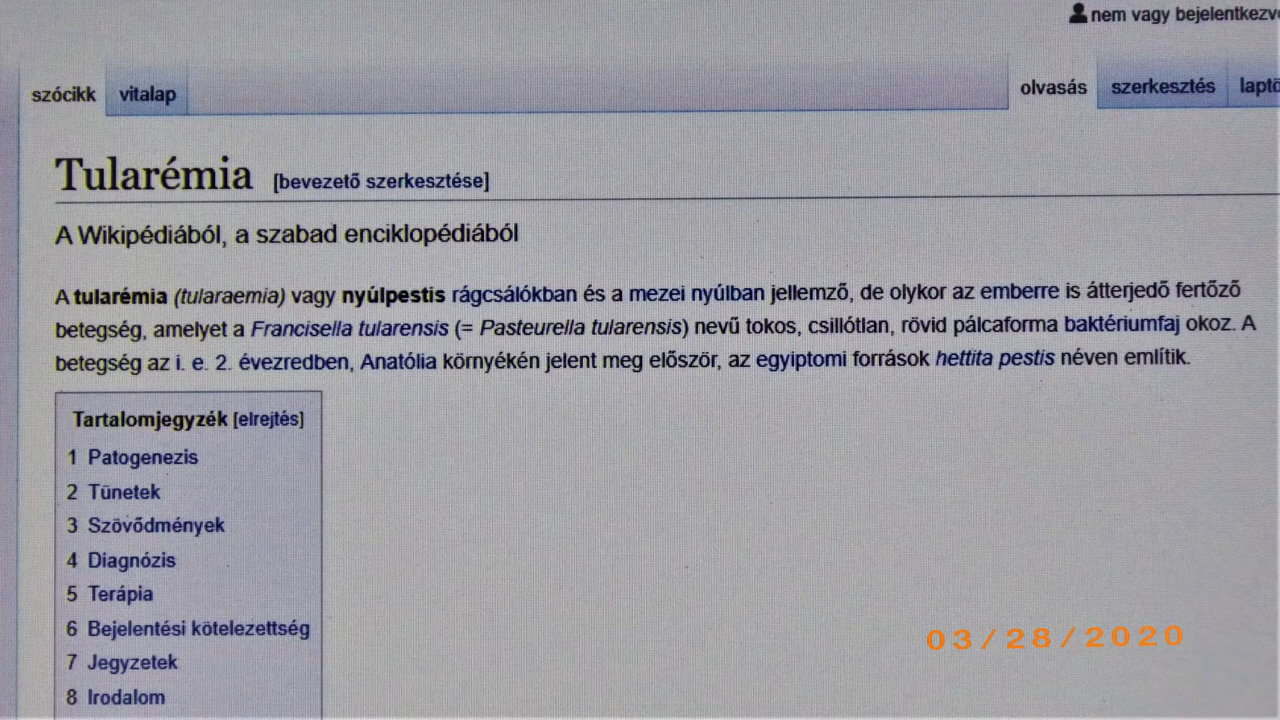 nem vagy bejelentkezve
szócikk vitalap olvasás szerkesztés
Tularémia [bevezető szerkesztése]
A Wikipédiából, a szabad enciklopédiából
A tularémia (tularaemia) vagy nyúlpestis rágcsálókban és a mezei nyúlban jellemző, de olykor az emberre is átterjedő fertőző
betegség, amelyet a Francisella tularensis (= Pasteurella tularensis) nevű tokos, csillótlan, rövid pálcaforma baktériumfaj okoz. A
betegség az i. e. 2. évezredben, Anatólia környékén jelent meg először, az egyiptomi források hettita pestis néven említik.
Tartalomjegyzék [elrejtés]
1 Patogenezis
2 Tünetek
3 Szövődmények
4 Diagnózis
5 Terápia
6 Bejelentési kötelezettség
7 Jegyzetek
8 Irodalom
03/28/2020